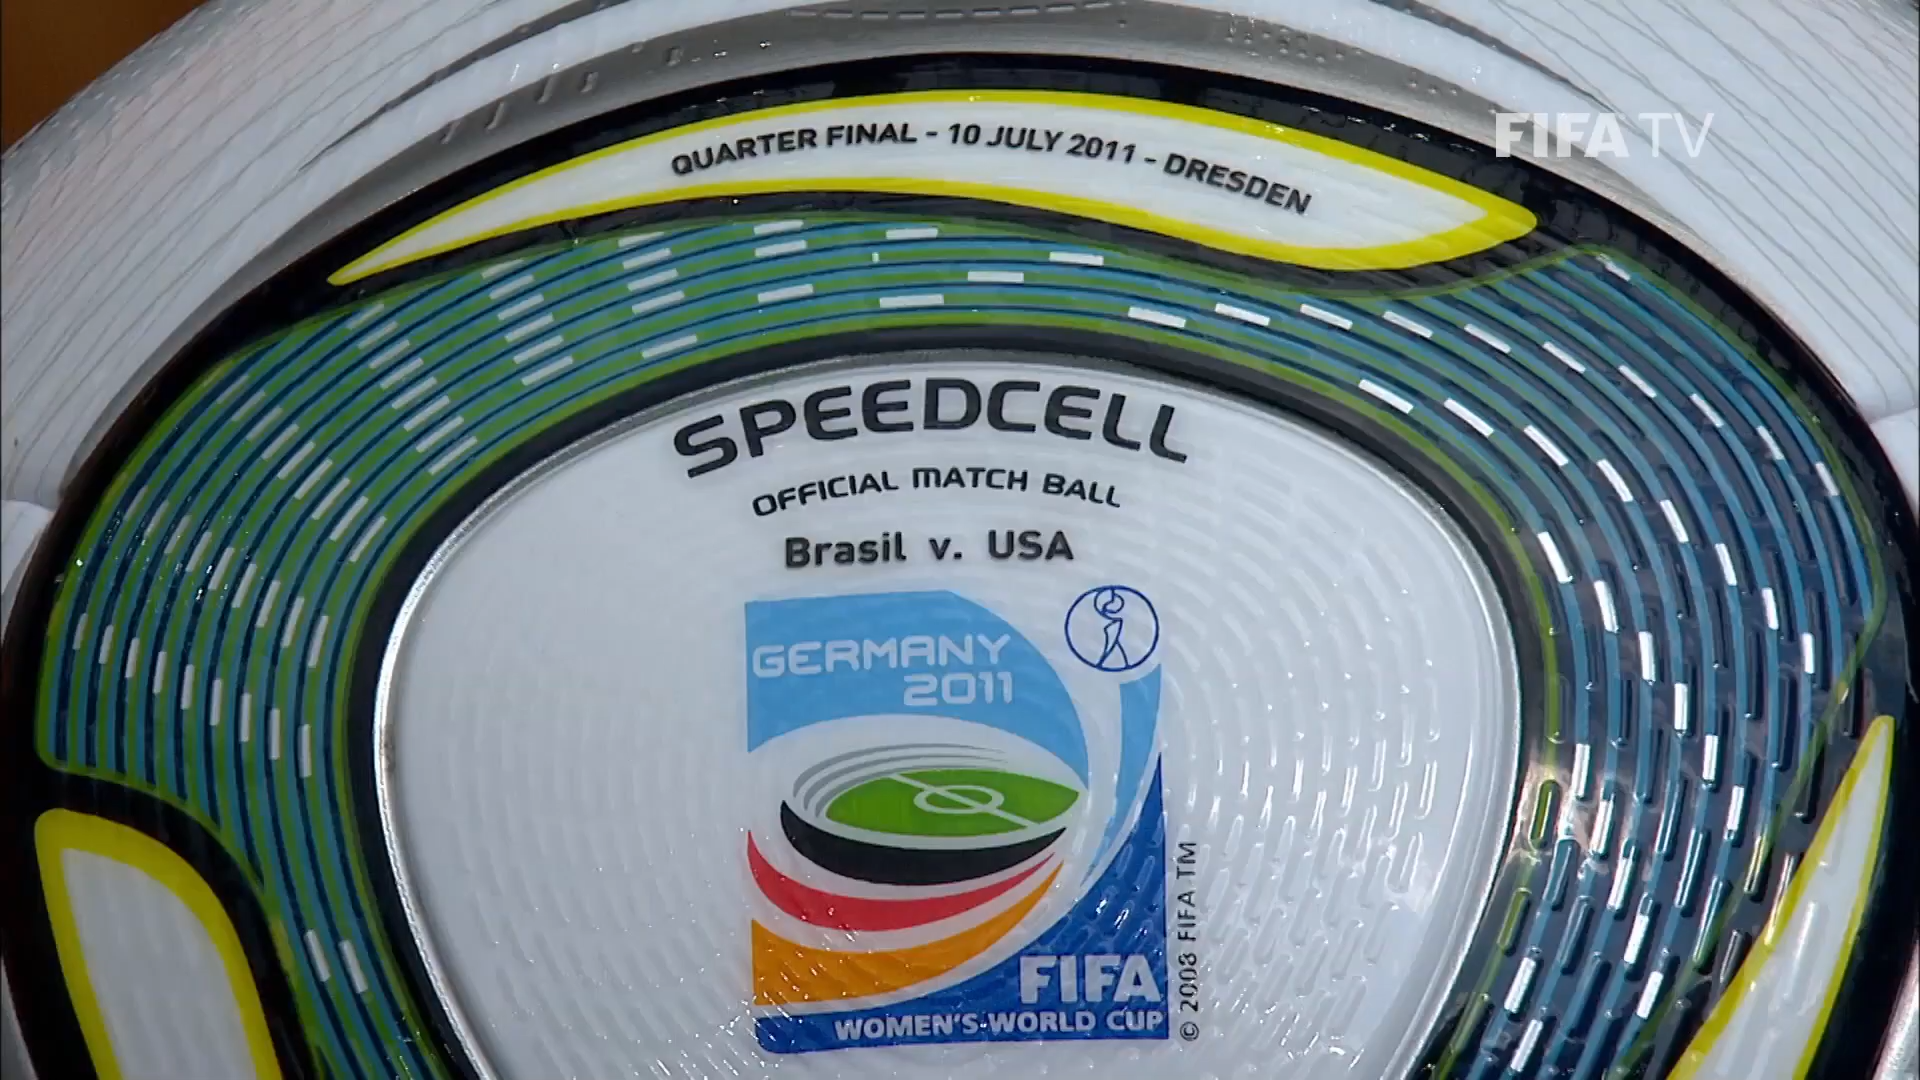 FIFA TV
QUARTER FINAL - 10 JULY 2011 - DRESDEN
SPEEDCELL
OFFICIAL MATCH BALL
Brasil v. USA
GERMANY
2011
FIFA
WOMEN'S WORLD CUP
© 2008 FIFA TM